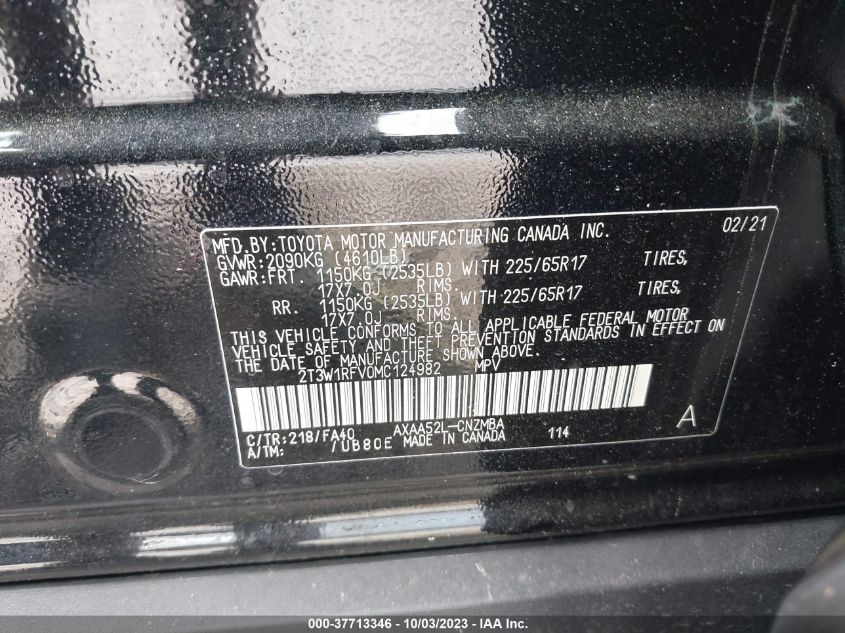 MFD.BY:TOYOTA MOTOR MANUFACTURING CANADA INC. 02/21
GVWR:2090KG (4610LB)
GAWR:FRT. 1150KG (2535LB) WITH 225/65R17 TIRES,
17X7.0J RIMS.
RR. 1150KG (2535LB) WITH 225/65R17 TIRES,
17X7.0J RIMS.
THIS VEHICLE CONFORMS TO ALL APPLICABLE FEDERAL MOTOR
VEHICLE SAFETY AND THEFT PREVENTION STANDARDS IN EFFECT ON
THE DATE OF MANUFACTURE SHOWN ABOVE.
2T3W1RFV0MC124982 MPV
C/TR:218/FA40 AXAA52L-CNZMBA 114 A
A/TM: /UB80E MADE IN CANADA
000-37713346 - 10/03/2023 - IAA Inc.